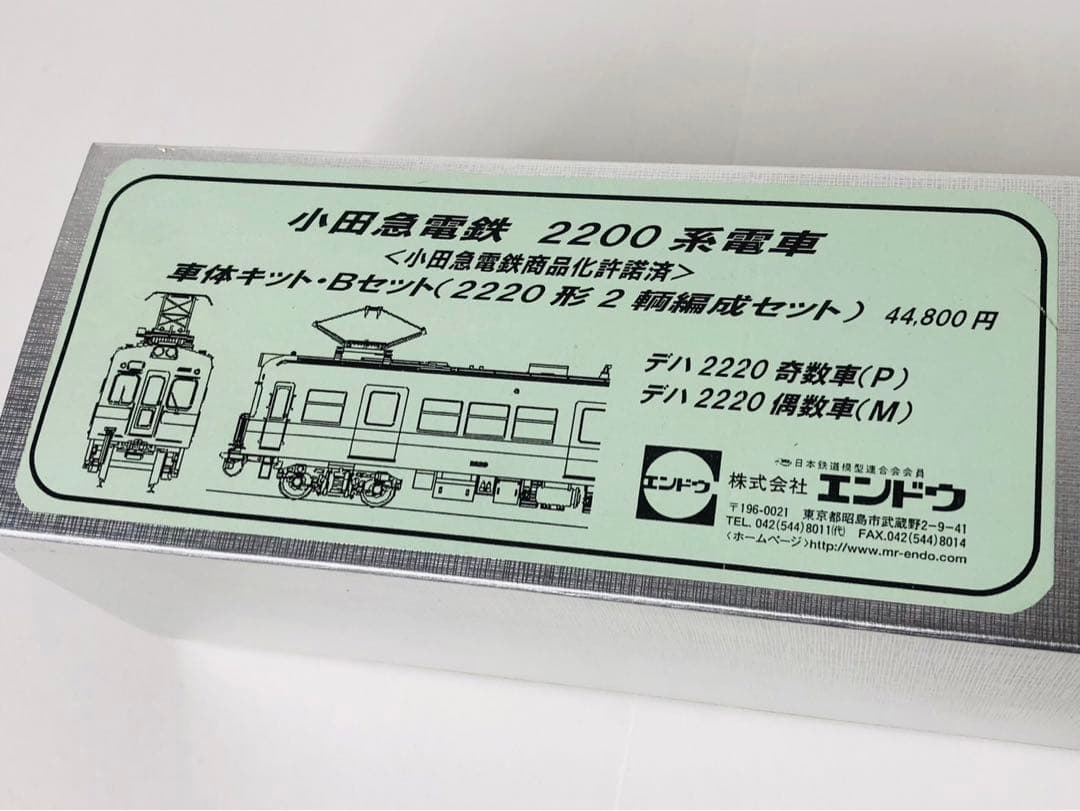 小田急電鉄 2200系電車
<小田急電鉄商品化許諾済>
車体キット・Bセット(2220形2輌編成セット) 44,800円
デハ2220奇数車(P)
デハ2220偶数車(M)
エンドウ
日本鉄道模型連合会会員
株式会社 エンドウ
〒196-0021 東京都昭島市武蔵野2-9-41
TEL. 042(544)8011(代) FAX.042(544)8014
〈ホームページ〉http://www.mr-endo.com